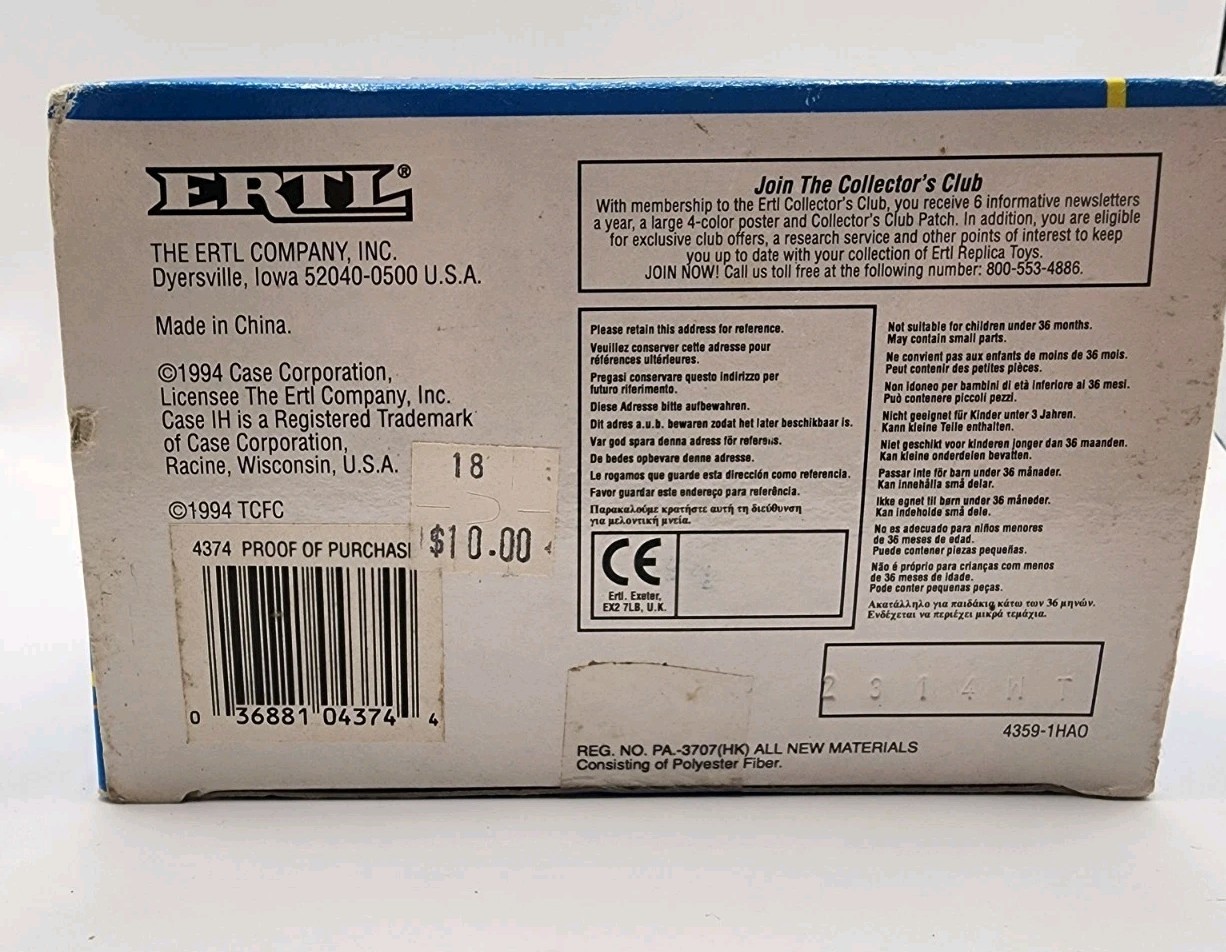 ERTL®
THE ERTL COMPANY, INC.
Dyersville, Iowa 52040-0500 U.S.A.
Made in China.
©1994 Case Corporation,
Licensee The Ertl Company, Inc.
Case IH is a Registered Trademark
of Case Corporation,
Racine, Wisconsin, U.S.A.
©1994 TCFC
18
$10.00
4374 PROOF OF PURCHAS
0 36881 04374 4
Join The Collector's Club
With membership to the Ertl Collector's Club, you receive 6 informative newsletters
a year, a large 4-color poster and Collector's Club Patch. In addition, you are eligible
for exclusive club offers, a research service and other points of interest to keep
you up to date with your collection of Ertl Replica Toys.
JOIN NOW! Call us toll free at the following number: 800-553-4886.
Please retain this address for reference.
Veuillez conserver cette adresse pour
références ultérieures.
Pregasi conservare questo indirizzo per
futuro riferimento.
Diese Adresse bitte aufbewahren.
Dit adres a.u.b. bewaren zodat het later beschikbaar is.
Var god spara denna adress för referens.
De bedes opbevare denne adresse.
Le rogamos que guarde esta dirección como referencia.
Favor guardar este endereço para referência.
Παρακαλούμε κρατήστε αυτή τη διεύθυνση
για μελοντική μνεία.
CE
Ertl. Exeter,
EX2 7LB, U.K.
Not suitable for children under 36 months.
May contain small parts.
Ne convient pas aux enfants de moins de 36 mois.
Peut contenir des petites pièces.
Non idoneo per bambini di età inferiore ai 36 mesi.
Può contenere piccoli pezzi.
Nicht geeignet für Kinder unter 3 Jahren.
Kann kleine Teile enthalten.
Niet geschikt voor kinderen jonger dan 36 maanden.
Kan kleine onderdelen bevatten.
Passar inte för barn under 36 månader.
Kan innehålla små delar.
Ikke egnet til børn under 36 måneder.
Kan indeholde små dele.
No es adecuado para niños menores
de 36 meses de edad.
Puede contener piezas pequeñas.
Não é próprio para crianças com menos
de 36 meses de idade.
Pode conter pequenas peças.
Ακατάλληλο για παιδάκια κάτω των 36 μηνών.
Ενδέχεται να περιέχει μικρά τεμάχια.
2314WT
4359-1HA0
REG. NO. PA.-3707(HK) ALL NEW MATERIALS
Consisting of Polyester Fiber.